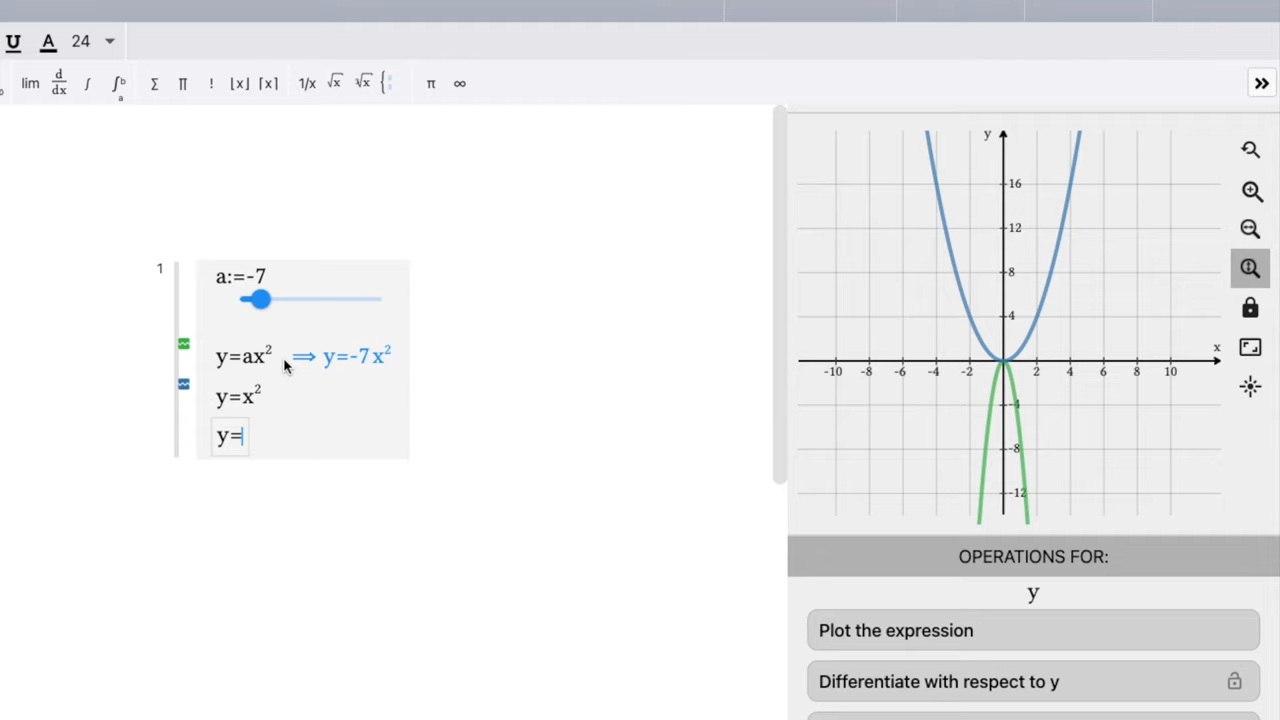 U A 24
lim d/dx ∫ ∫ᵇₐ Σ Π ! ⌊x⌋ ⌈x⌉ 1/x √x ∛x { π ∞ »
1
a:=-7
y=ax² ⟹ y=-7x²
y=x²
y=
y
16
12
8
4
x
-10 -8 -6 -4 -2 2 4 6 8 10
-4
-8
-12
OPERATIONS FOR:
y
Plot the expression
Differentiate with respect to y